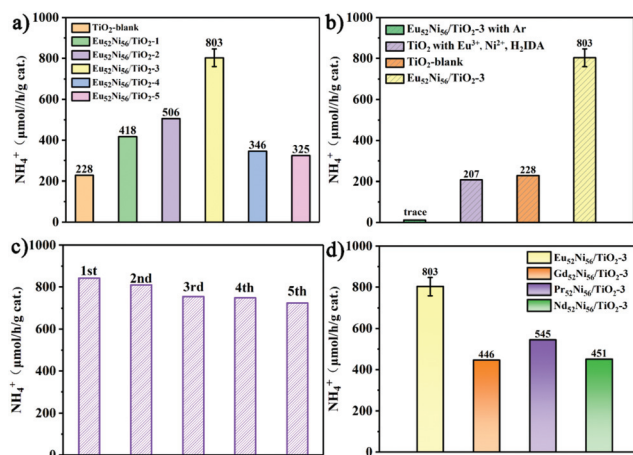 a)
TiO₂-blank
Eu₅₂Ni₅₆/TiO₂-1
Eu₅₂Ni₅₆/TiO₂-2
Eu₅₂Ni₅₆/TiO₂-3
Eu₅₂Ni₅₆/TiO₂-4
Eu₅₂Ni₅₆/TiO₂-5
NH₄⁺ (μmol//h/g cat.)
1000
800
600
400
200
0
228
418
506
803
346
325
b)
Eu₅₂Ni₅₆/TiO₂-3 with Ar
TiO₂ with Eu³⁺, Ni²⁺, H₂IDA
TiO₂-blank
Eu₅₂Ni₅₆/TiO₂-3
NH₄⁺ (μmol/h/g cat.)
1000
800
600
400
200
0
trace
207
228
803
c)
NH₄⁺ (μmol/h/g cat.)
1000
800
600
400
200
0
1st
2nd
3rd
4th
5th
d)
Eu₅₂Ni₅₆/TiO₂-3
Gd₅₂Ni₅₆/TiO₂-3
Pr₅₂Ni₅₆/TiO₂-3
Nd₅₂Ni₅₆/TiO₂-3
NH₄⁺ (μmol/h/g cat.)
1000
800
600
400
200
0
803
446
545
451